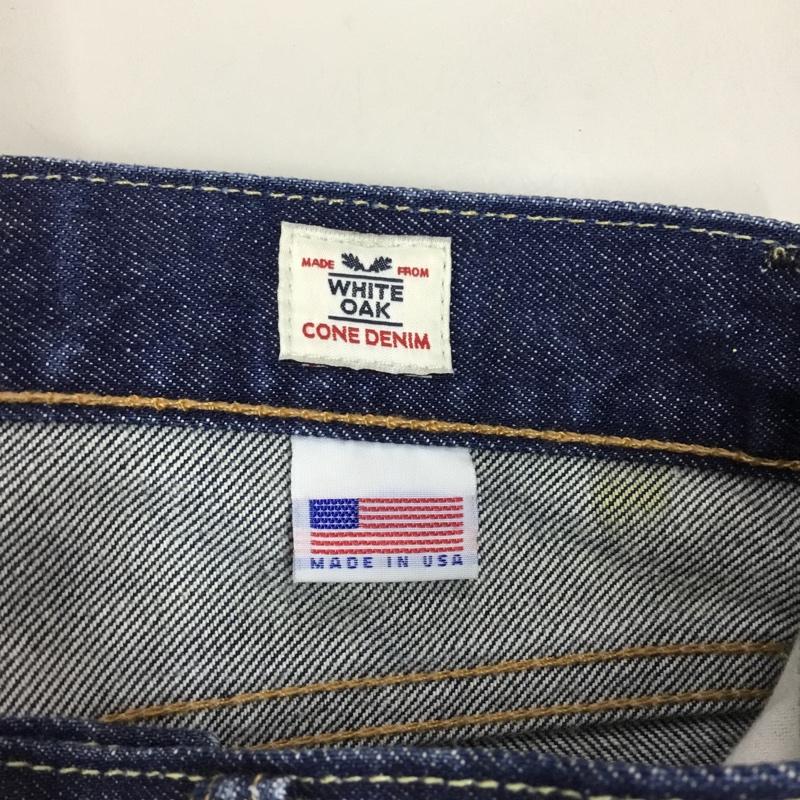 MADE FROM
WHITE
OAK
CONE DENIM
MADE IN USA